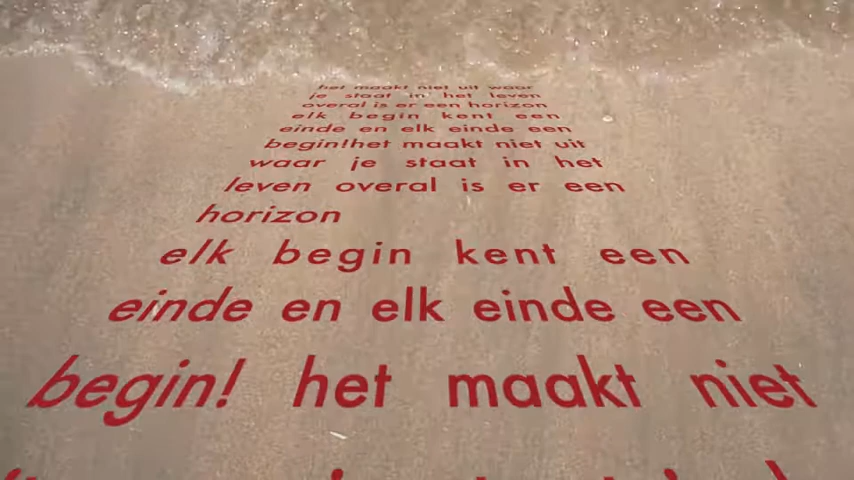 het maakt niet uit waar
je staat in het leven
overal is er een horizon
elk begin kent een
einde en elk einde een
begin!het maakt niet uit
waar je staat in het
leven overal is er een
horizon
elk begin kent een
einde en elk einde een
begin! het maakt niet